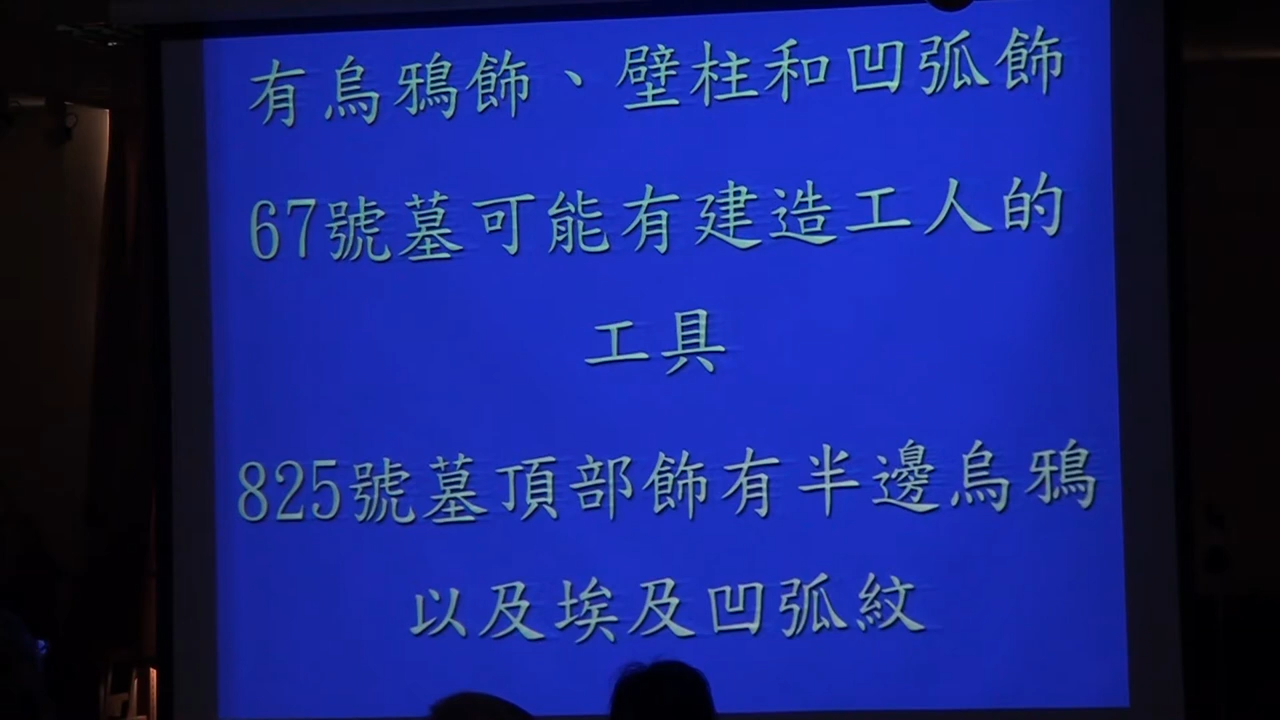 有烏鴉飾、壁柱和凹弧飾
67號墓可能有建造工人的
工具
825號墓頂部飾有半邊烏鴉
以及埃及凹弧紋